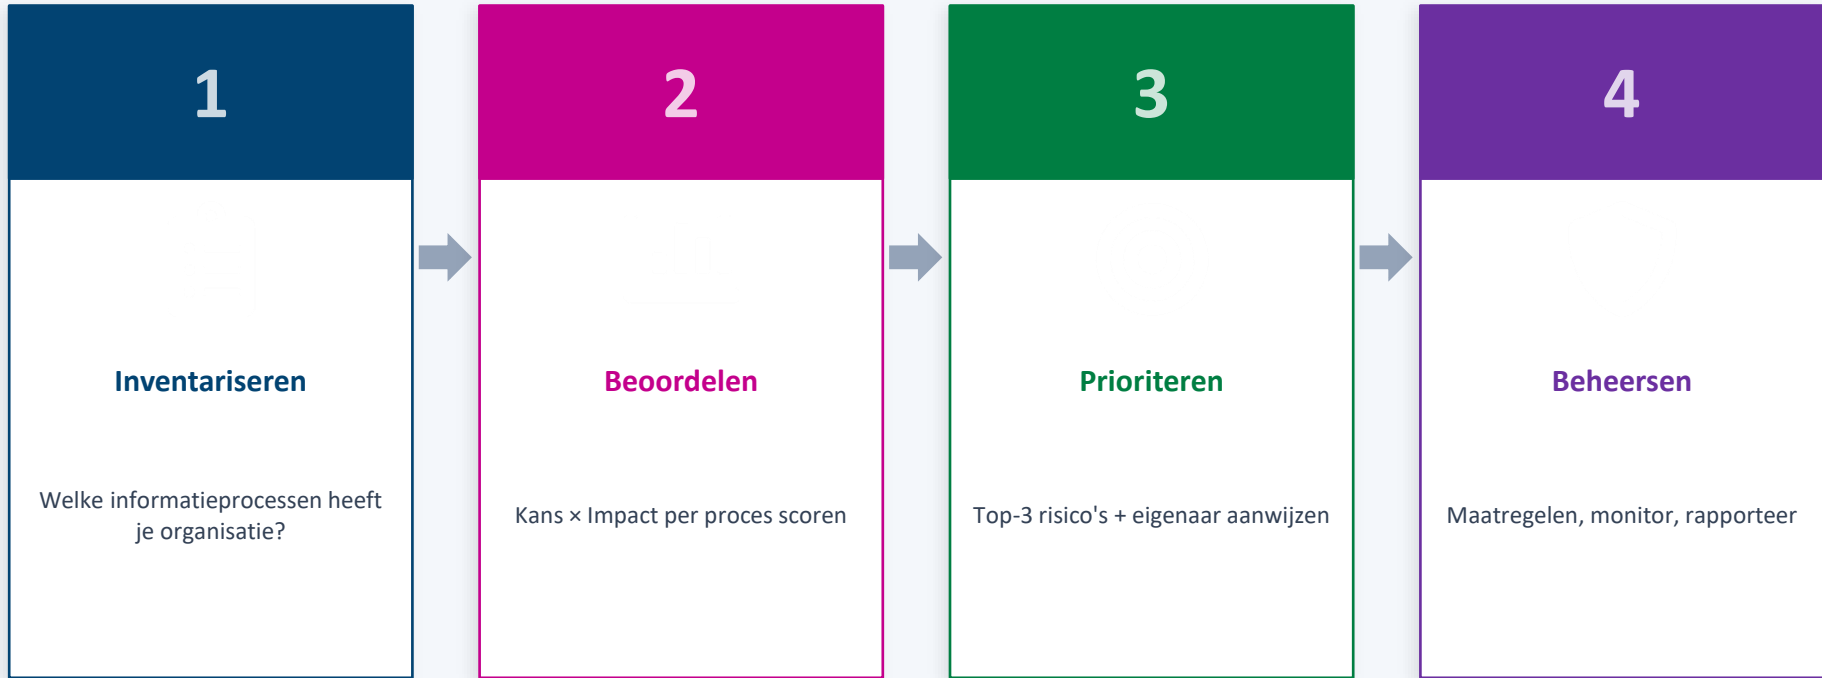 1
Inventariseren
Welke informatieprocessen heeft
je organisatie?
2
Beoordelen
Kans × Impact per proces scoren
3
Prioriteren
Top-3 risico's + eigenaar aanwijzen
4
Beheersen
Maatregelen, monitor, rapporteer